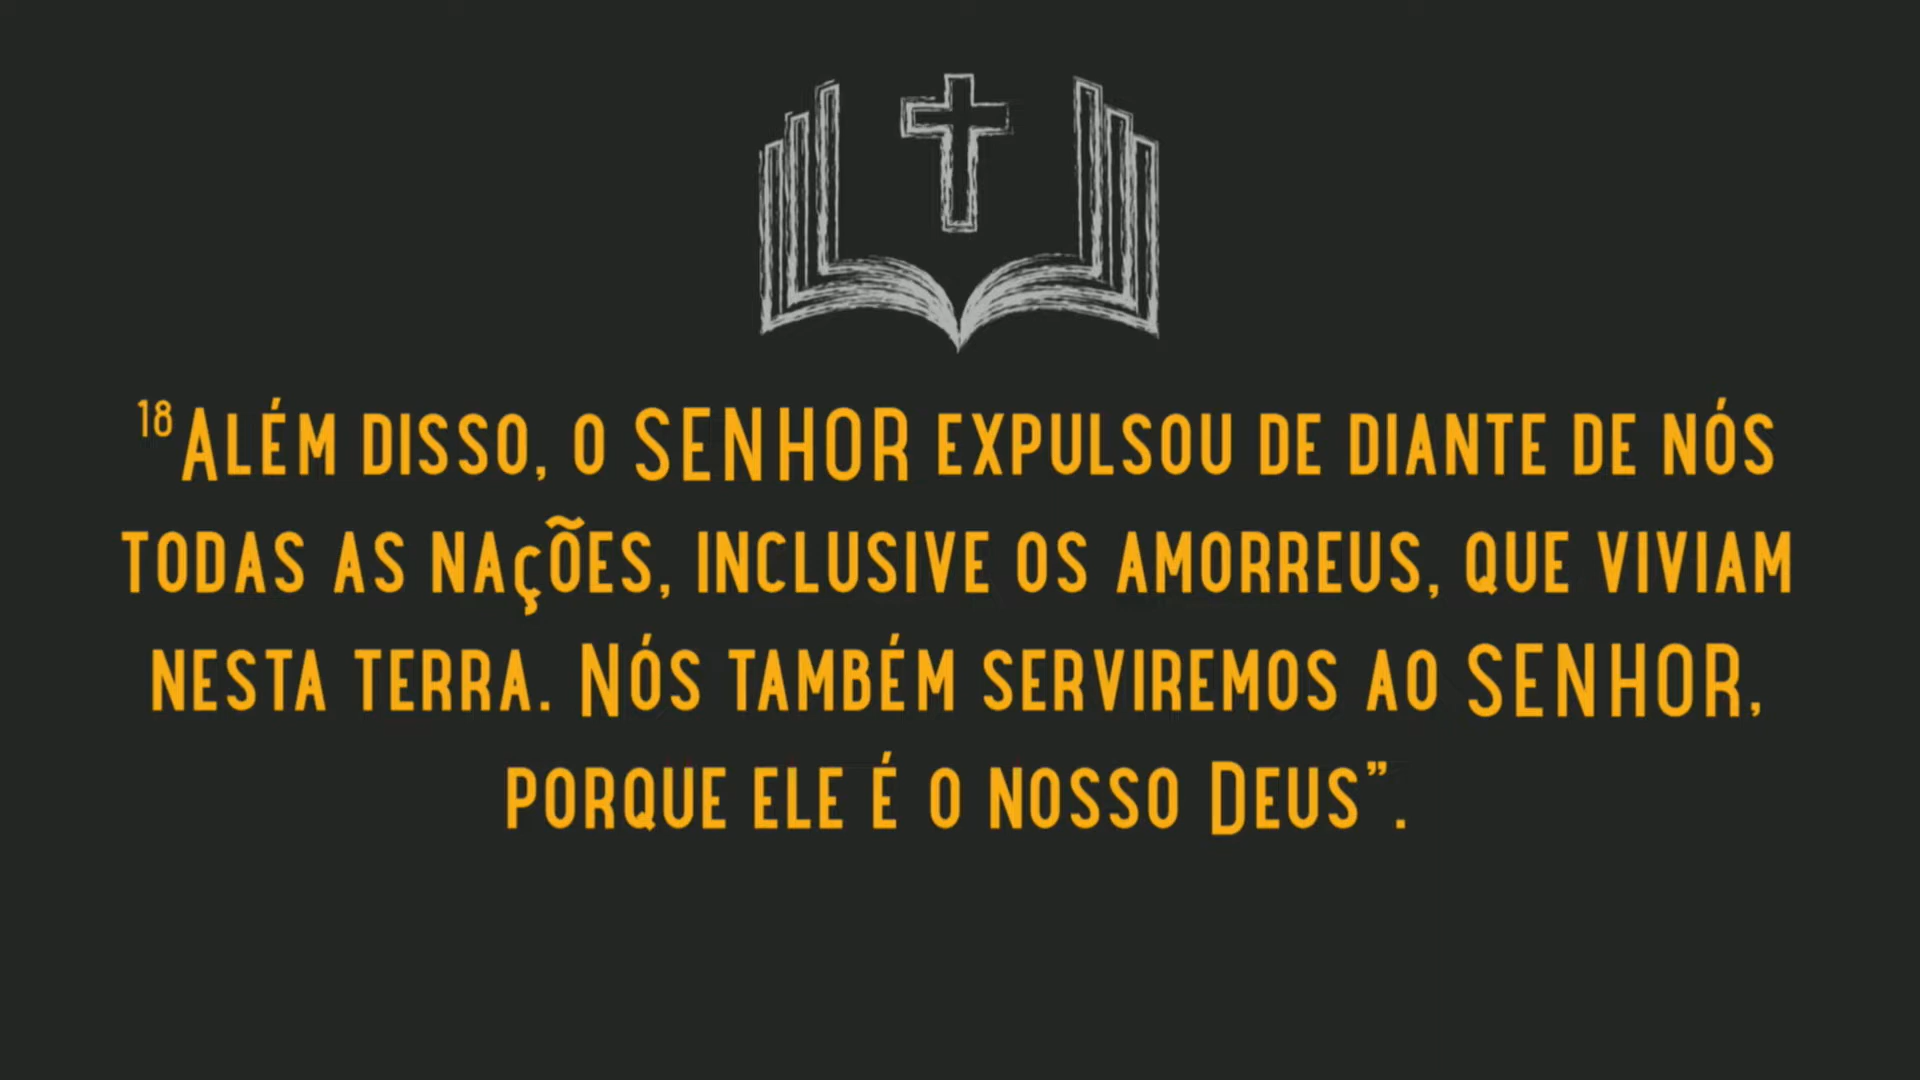 18Além disso, o SENHOR expulsou de diante de nós
todas as nações, inclusive os amorreus, que viviam
nesta terra. Nós também serviremos ao SENHOR,
porque ele é o nosso Deus”.